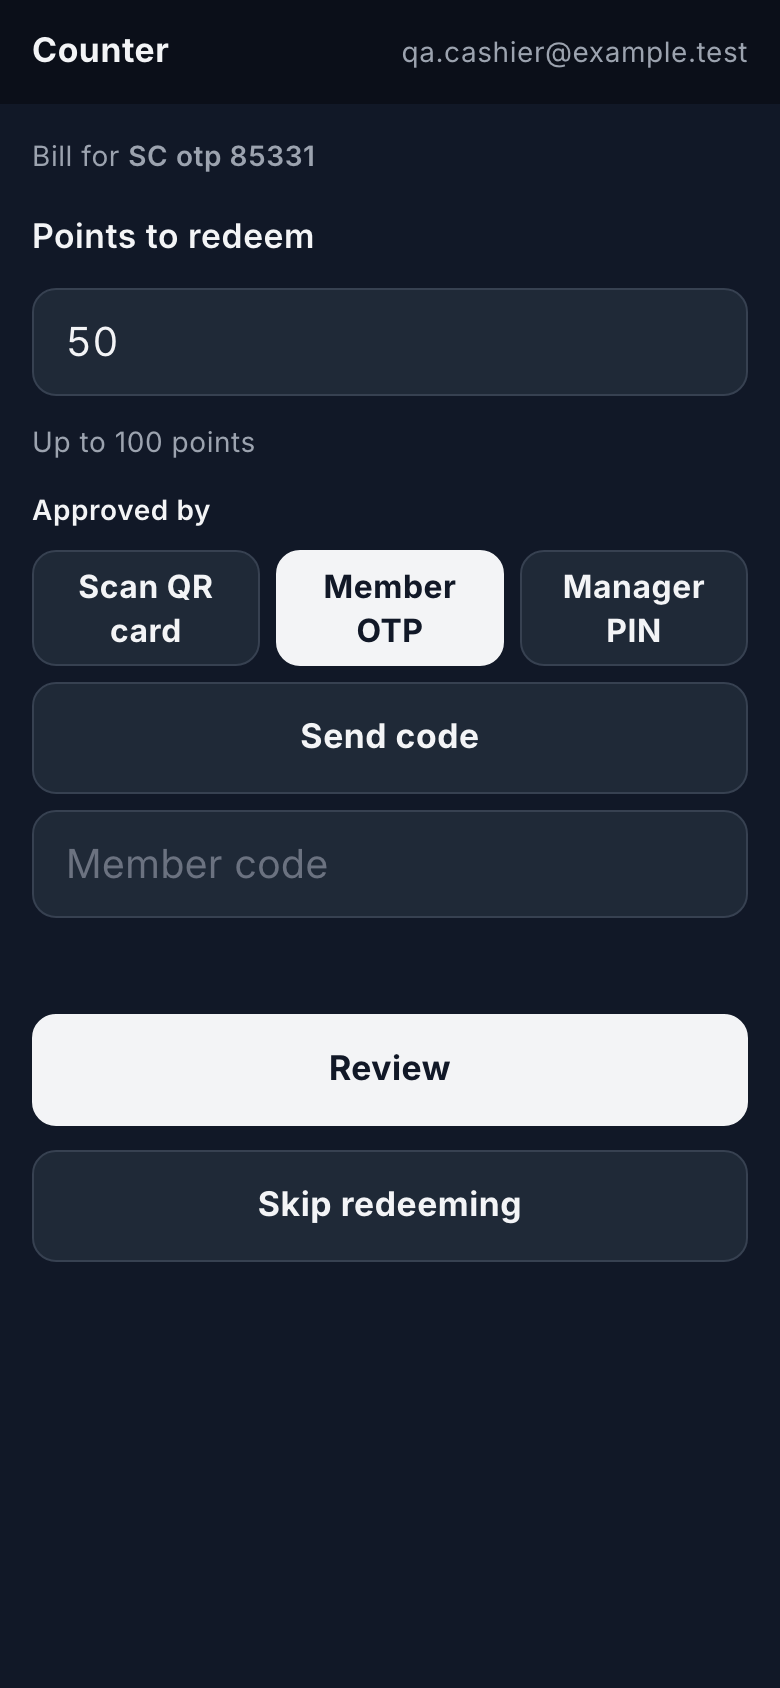 Counter
qa.cashier@example.test
Bill for SC otp 85331
Points to redeem
50
Up to 100 points
Approved by
Scan QR
card
Member
OTP
Manager
PIN
Send code
Member code
Review
Skip redeeming